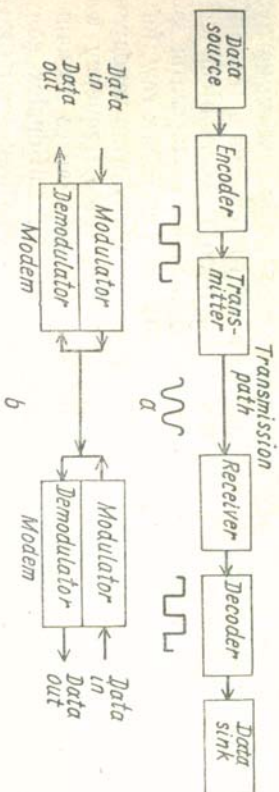 Data
source
Encoder
Trans-
mitter
Transmission
path
Receiver
Decoder
Data
sink
a
Data
in
Data
out
Modulator
Demodulator
Modem
Modulator
Demodulator
Modem
Data
in
Data
out
b